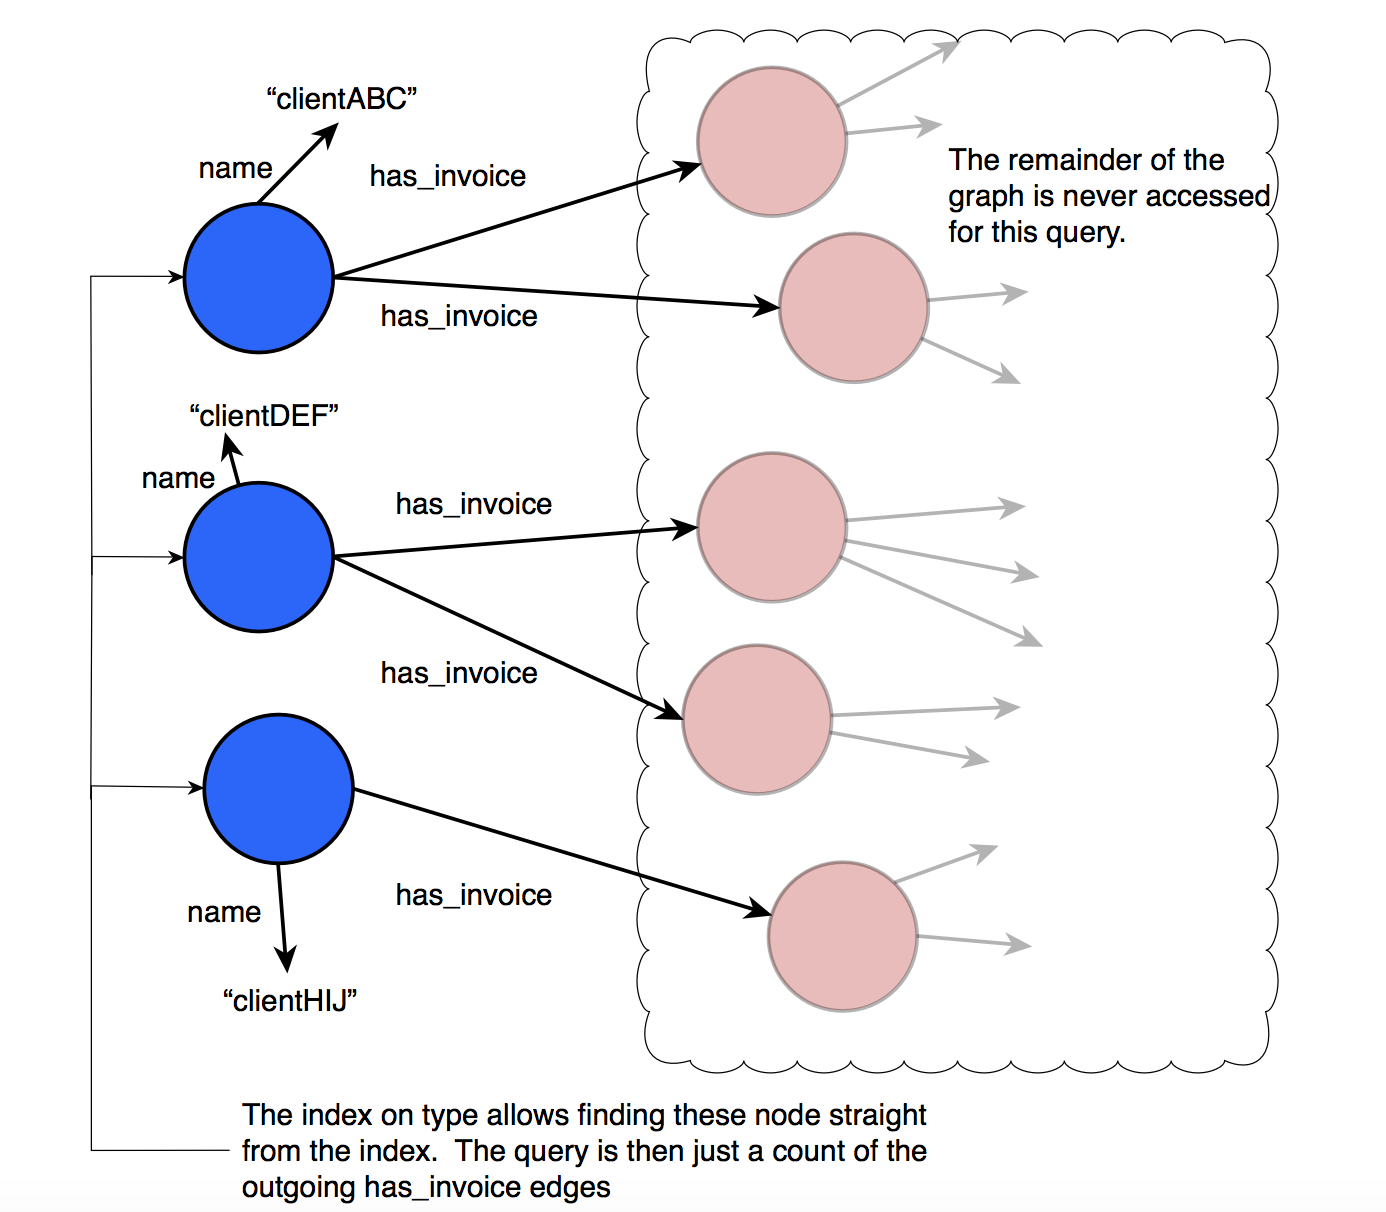 “clientABC”
name
has_invoice
The remainder of the
graph is never accessed
for this query.
has_invoice
“clientDEF”
name
has_invoice
has_invoice
has_invoice
name
“clientHIJ”
The index on type allows finding these node straight
from the index.  The query is then just a count of the
outgoing has_invoice edges